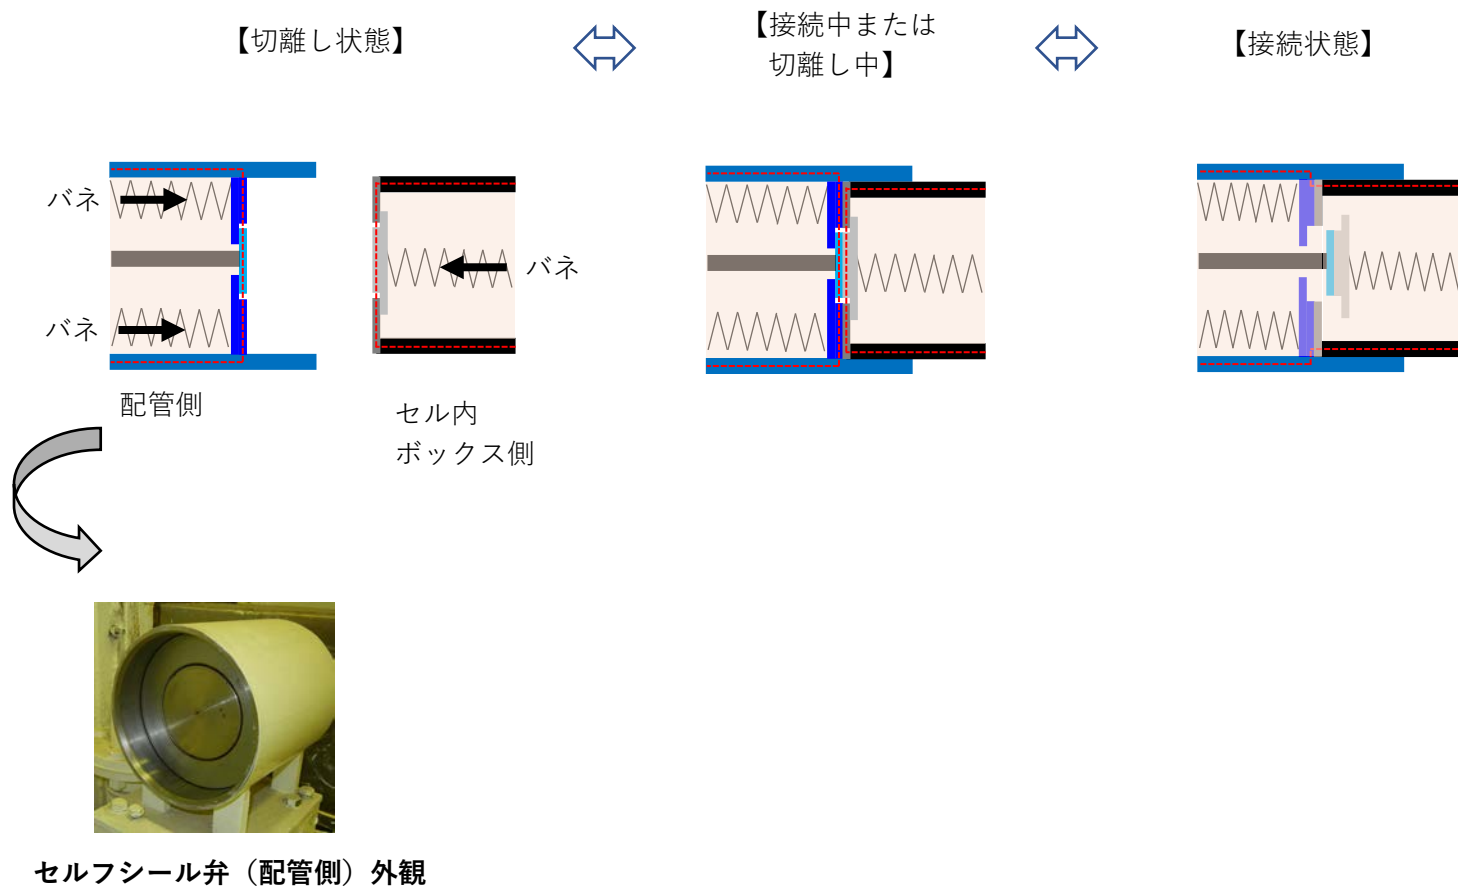 【切離し状態】
【接続中または
切離し中】
【接続状態】
バネ
バネ
バネ
配管側
セル内
ボックス側
セルフシール弁（配管側）外観